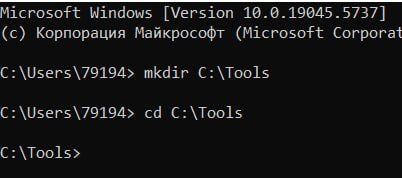 Microsoft Windows [Version 10.0.19045.5737]
(c) Корпорация Майкрософт (Microsoft Corporat
C:\Users\79194> mkdir C:\Tools
C:\Users\79194> cd C:\Tools
C:\Tools>